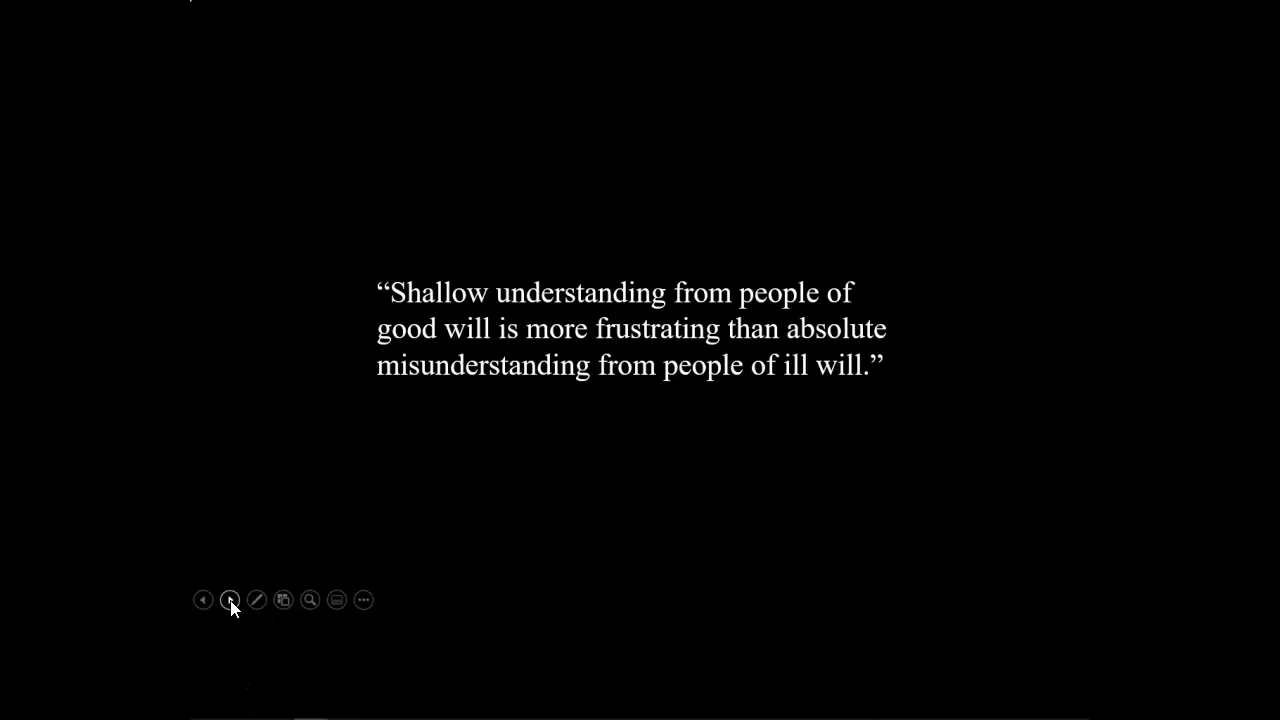 “Shallow understanding from people of
good will is more frustrating than absolute
misunderstanding from people of ill will.”